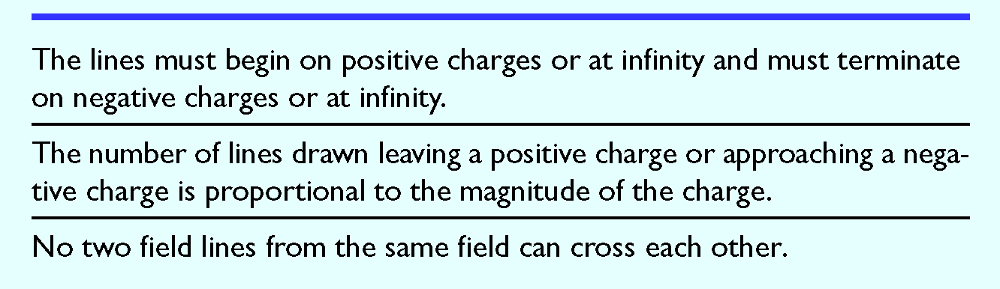 The lines must begin on positive charges or at infinity and must terminate
on negative charges or at infinity.
The number of lines drawn leaving a positive charge or approaching a nega-
tive charge is proportional to the magnitude of the charge.
No two field lines from the same field can cross each other.